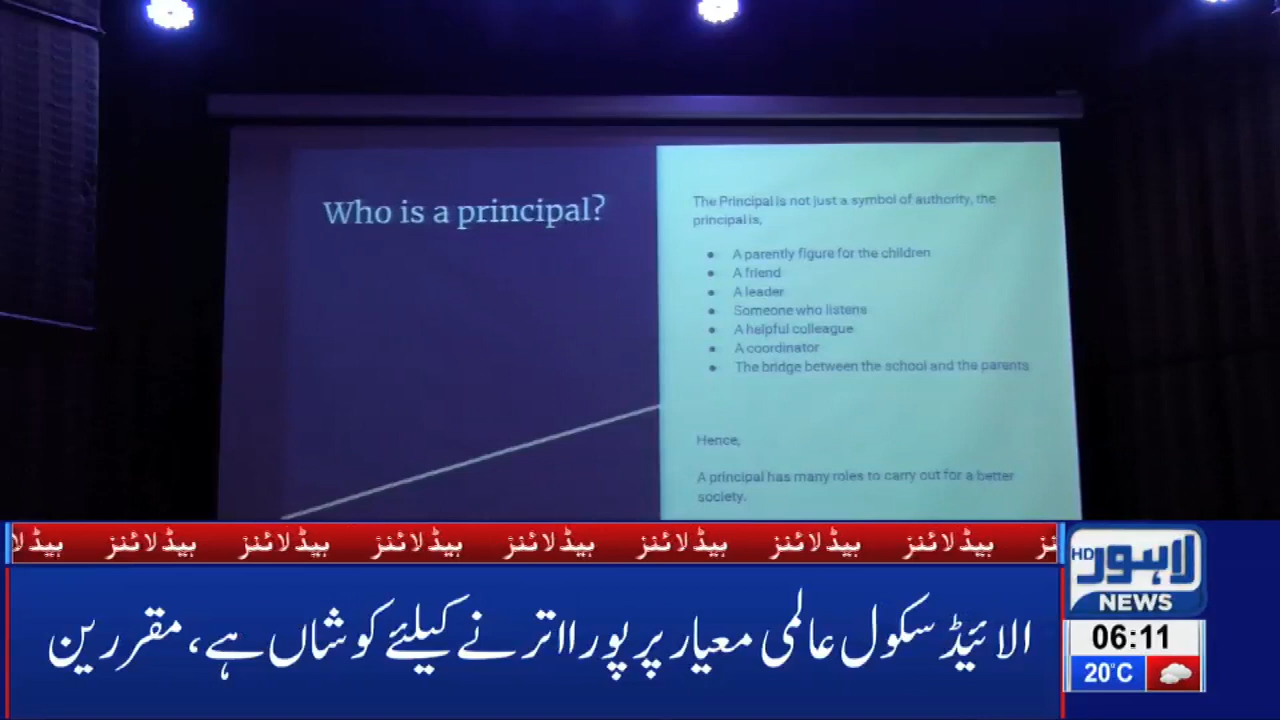 Who is a principal?
The Principal is not just a symbol of authority, the
principal is,
● A parently figure for the children
● A friend
● A leader
● Someone who listens
● A helpful colleague
● A coordinator
● The bridge between the school and the parents
Hence,
A principal has many roles to carry out for a better
society.
ہیڈلائنز ہیڈلائنز ہیڈلائنز ہیڈلائنز ہیڈلائنز ہیڈلائنز ہیڈلائنز
الائیڈ سکول عالمی معیار پر پورا اترنے کیلئے کوشاں ہے، مقررین
HD لاہور
NEWS
06:11
20°C